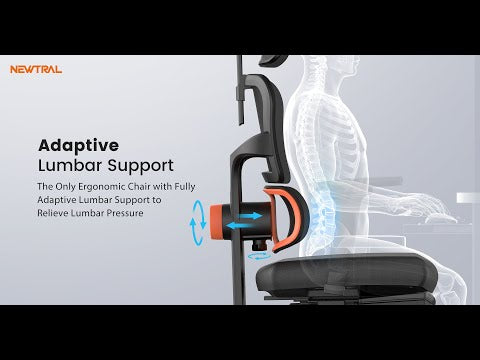 NEWTRAL
Adaptive
Lumbar Support
The Only Ergonomic Chair with Fully
Adaptive Lumbar Support to
Relieve Lumbar Pressure